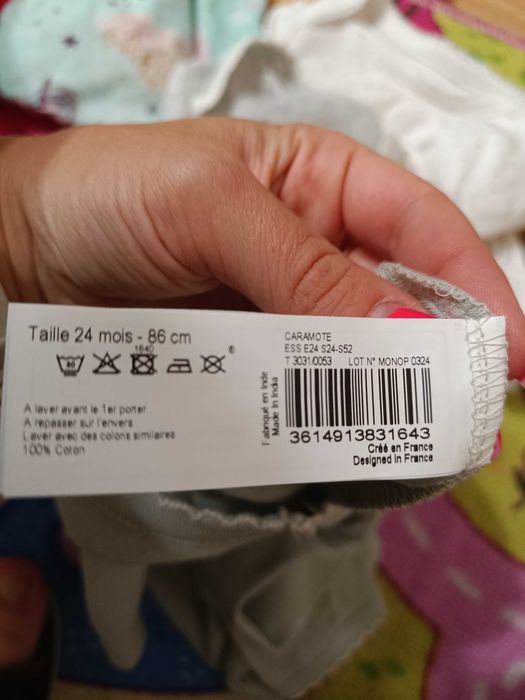 Taille 24 mois - 86 cm
1840
A laver avant le 1er porter
A repasser sur l'envers
Laver avec des colons similaires
100% Coton
Fabriqué en Inde
Made In India
CARAMOTE
ESS E24 S24-S52
T 3031/0053 LOT N° MONOP 0324
3614913831643
Créé en France
Designed In France